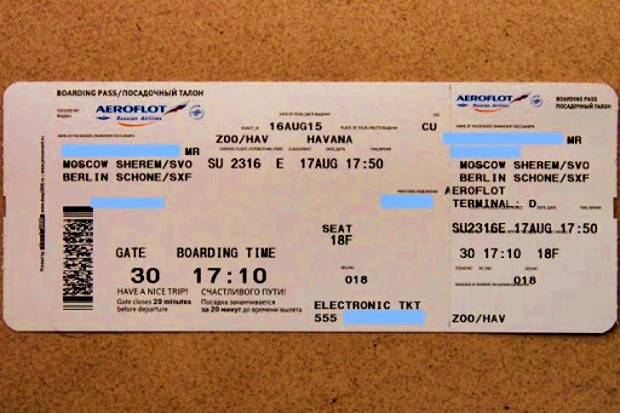 BOARDING PASS/ПОСАДОЧНЫЙ ТАЛОН
AEROFLOT
Russian Airlines
16AUG15
CU
ZOO/HAV HAVANA
MR
MOSCOW SHEREM/SVO SU 2316 E 17AUG 17:50
BERLIN SCHONE/SXF
SEAT
18F
GATE BOARDING TIME
30 17:10
018
HAVE A NICE TRIP! СЧАСТЛИВОГО ПУТИ!
Gate closes 20 minutes
before departure
Посадка заканчивается
за 20 минут до времени вылета
ELECTRONIC TKT
555
BOARDING PASS
ПОСАДОЧНЫЙ ТАЛОН
AEROFLOT
Russian Airlines
MR
MOSCOW SHEREM/SVO
BERLIN SCHONE/SXF
AEROFLOT
TERMINAL: D
SU2316E 17AUG 17:50
30 17:10 18F
018
ZOO/HAV